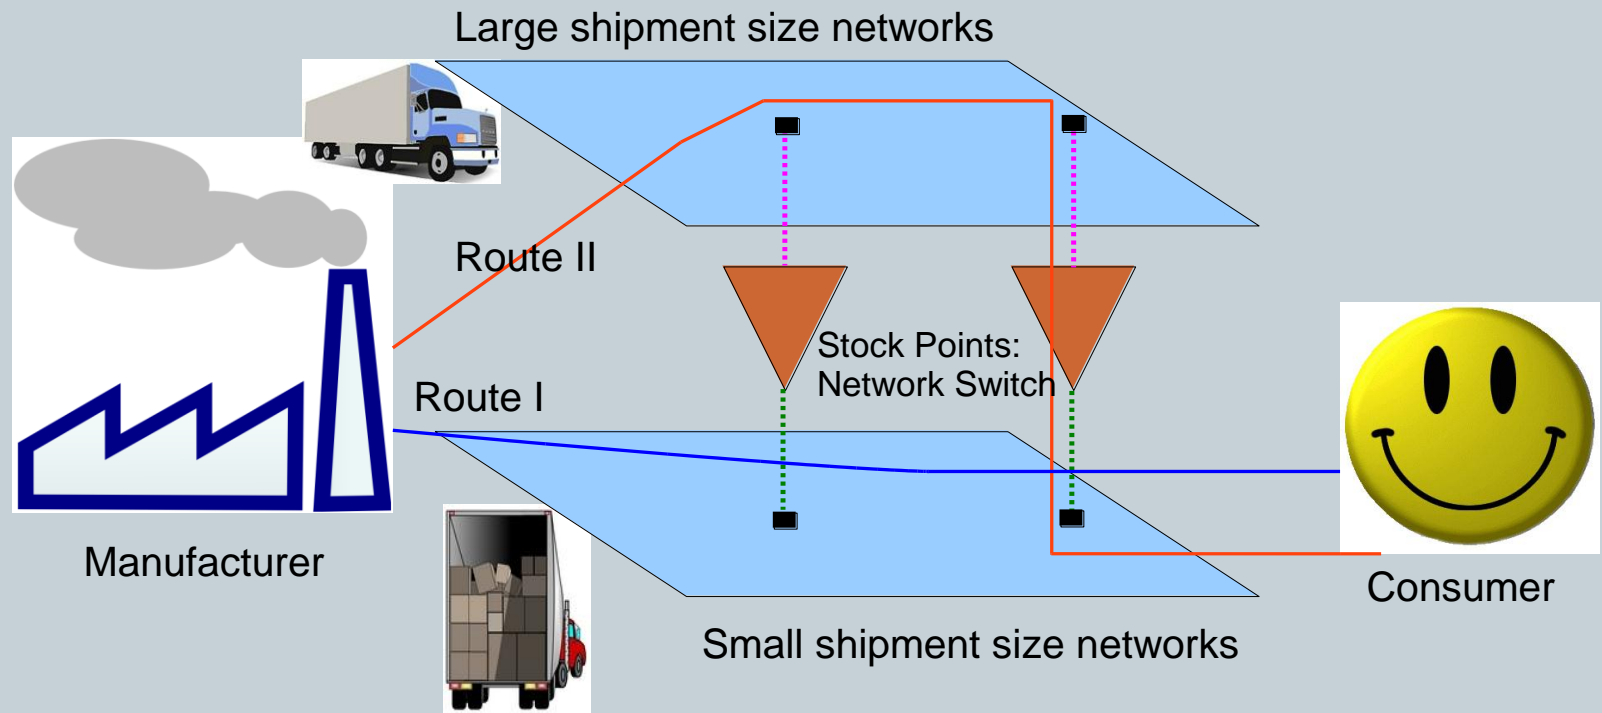 Large shipment size networks
Route II
Stock Points:
Network Switch
Route I
Manufacturer
Consumer
Small shipment size networks